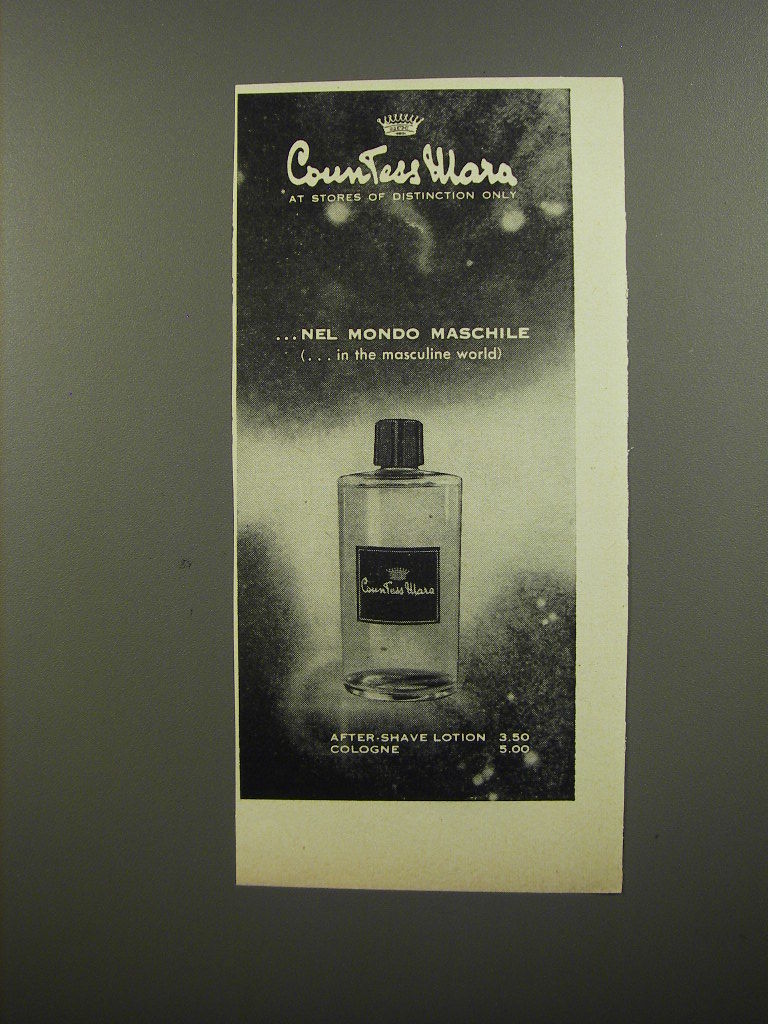 Countess Mara
AT STORES OF DISTINCTION ONLY
...NEL MONDO MASCHILE
(...in the masculine world)
Countess Mara
AFTER-SHAVE LOTION 3.50
COLOGNE 5.00